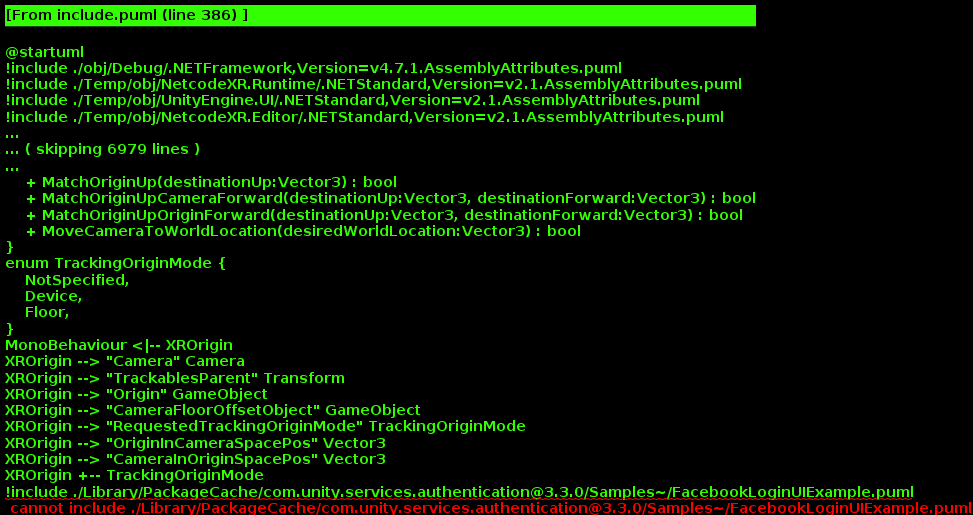 [From include.puml (line 386) ]
@startuml
!include ./obj/Debug/.NETFramework,Version=v4.7.1.AssemblyAttributes.puml
!include ./Temp/obj/NetcodeXR.Runtime/.NETStandard,Version=v2.1.AssemblyAttributes.puml
!include ./Temp/obj/UnityEngine.UI/.NETStandard,Version=v2.1.AssemblyAttributes.puml
!include ./Temp/obj/NetcodeXR.Editor/.NETStandard,Version=v2.1.AssemblyAttributes.puml
...
... ( skipping 6979 lines )
...
+ MatchOriginUp(destinationUp:Vector3) : bool
+ MatchOriginUpCameraForward(destinationUp:Vector3, destinationForward:Vector3) : bool
+ MatchOriginUpOriginForward(destinationUp:Vector3, destinationForward:Vector3) : bool
+ MoveCameraToWorldLocation(desiredWorldLocation:Vector3) : bool
}
enum TrackingOriginMode {
NotSpecified,
Device,
Floor,
}
MonoBehaviour <|-- XROrigin
XROrigin --> "Camera" Camera
XROrigin --> "TrackablesParent" Transform
XROrigin --> "Origin" GameObject
XROrigin --> "CameraFloorOffsetObject" GameObject
XROrigin --> "RequestedTrackingOriginMode" TrackingOriginMode
XROrigin --> "OriginInCameraSpacePos" Vector3
XROrigin --> "CameraInOriginSpacePos" Vector3
XROrigin +-- TrackingOriginMode
!include ./Library/PackageCache/com.unity.services.authentication@3.3.0/Samples~/FacebookLoginUIExample.puml
cannot include ./Library/PackageCache/com.unity.services.authentication@3.3.0/Samples~/FacebookLoginUIExample.puml